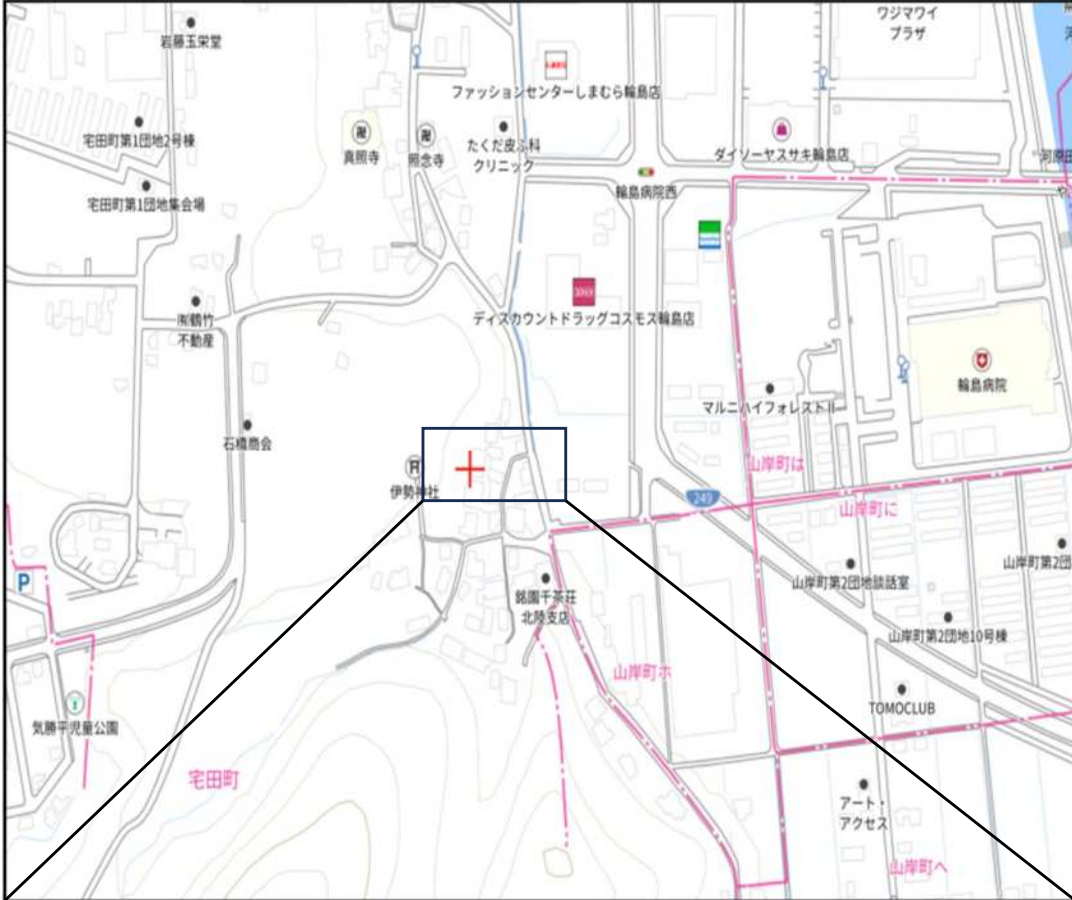 ワジマワイ
プラザ
岩藤玉栄堂
ファッションセンターしまむら輪島店
宅田町第1団地2号棟
真照寺
照念寺
たくだ皮ふ科
クリニック
ダイソーヤスサキ輪島店
河原田
輪島病院西
宅田町第1団地集会場
㈲鶴竹
不動産
ディスカウントドラッグコスモス輪島店
輪島病院
マルニハイフォレストⅡ
石橋商会
山岸町は
伊勢神社
249
山岸町に
P
山岸町第2団地談話室
山岸町第2団
銘園千茶荘
北陸支店
山岸町第2団地10号棟
山岸町ホ
TOMOCLUB
気勝平児童公園
宅田町
アート・
アクセス
山岸町へ